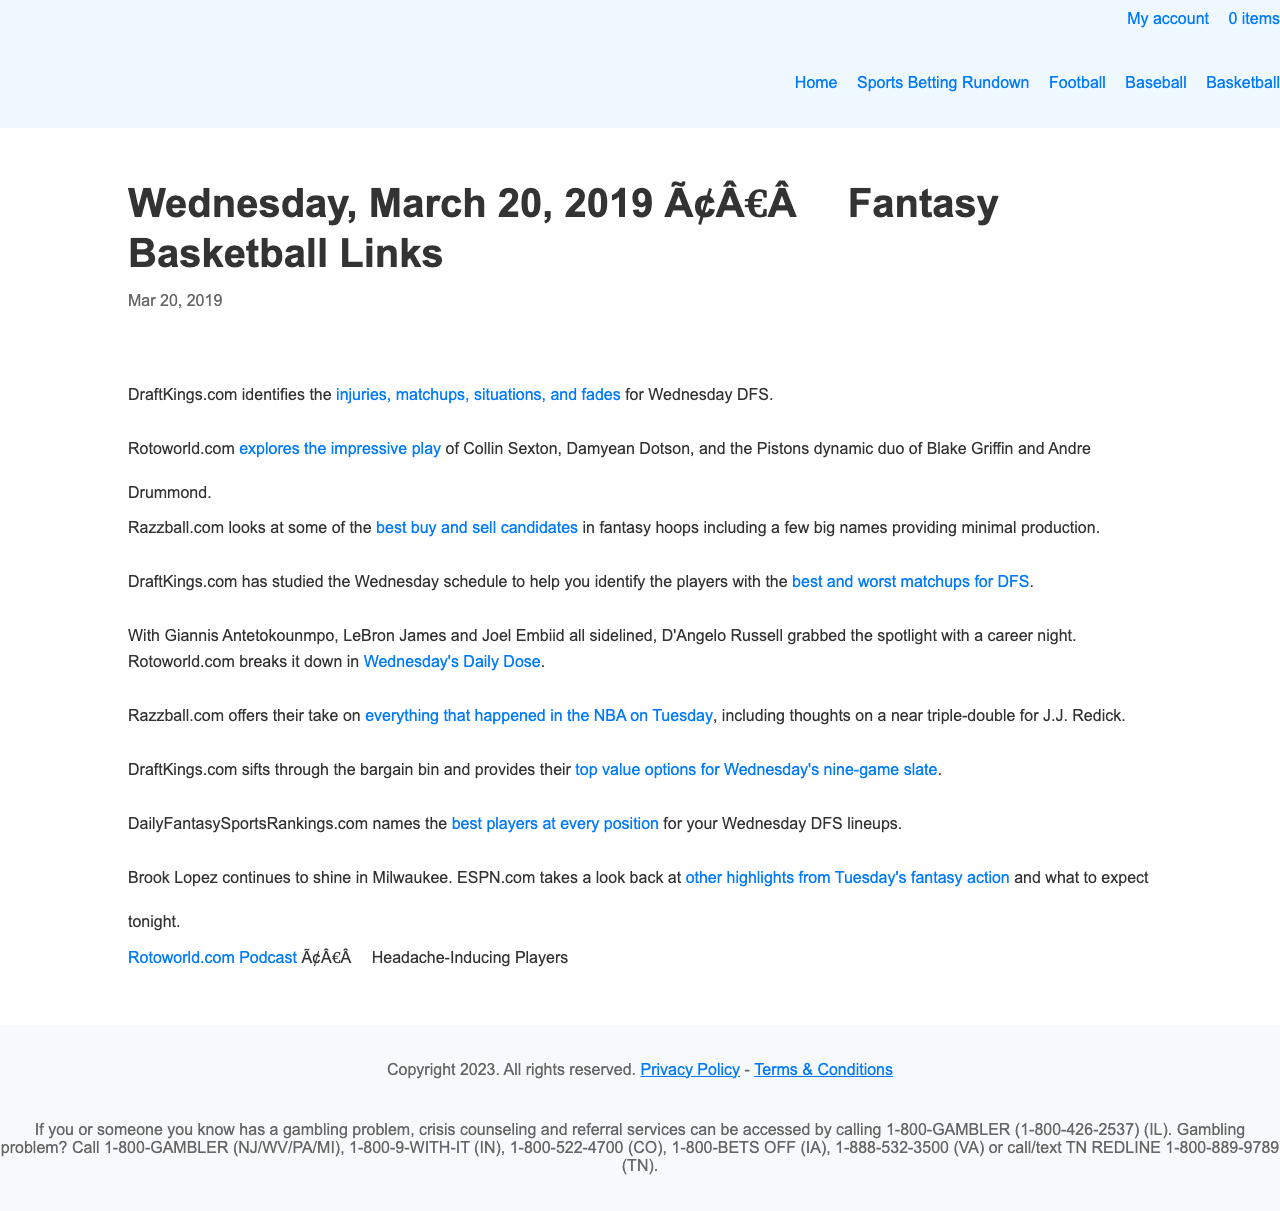 My account 0 items
Home Sports Betting Rundown Football Baseball Basketball
Wednesday, March 20, 2019 Ã¢Â€Â Fantasy
Basketball Links
Mar 20, 2019
DraftKings.com identifies the injuries, matchups, situations, and fades for Wednesday DFS.
Rotoworld.com explores the impressive play of Collin Sexton, Damyean Dotson, and the Pistons dynamic duo of Blake Griffin and Andre
Drummond.
Razzball.com looks at some of the best buy and sell candidates in fantasy hoops including a few big names providing minimal production.
DraftKings.com has studied the Wednesday schedule to help you identify the players with the best and worst matchups for DFS.
With Giannis Antetokounmpo, LeBron James and Joel Embiid all sidelined, D'Angelo Russell grabbed the spotlight with a career night.
Rotoworld.com breaks it down in Wednesday's Daily Dose.
Razzball.com offers their take on everything that happened in the NBA on Tuesday, including thoughts on a near triple-double for J.J. Redick.
DraftKings.com sifts through the bargain bin and provides their top value options for Wednesday's nine-game slate.
DailyFantasySportsRankings.com names the best players at every position for your Wednesday DFS lineups.
Brook Lopez continues to shine in Milwaukee. ESPN.com takes a look back at other highlights from Tuesday's fantasy action and what to expect
tonight.
Rotoworld.com Podcast Ã¢Â€Â Headache-Inducing Players
Copyright 2023. All rights reserved. Privacy Policy - Terms & Conditions
If you or someone you know has a gambling problem, crisis counseling and referral services can be accessed by calling 1-800-GAMBLER (1-800-426-2537) (IL). Gambling
problem? Call 1-800-GAMBLER (NJ/WV/PA/MI), 1-800-9-WITH-IT (IN), 1-800-522-4700 (CO), 1-800-BETS OFF (IA), 1-888-532-3500 (VA) or call/text TN REDLINE 1-800-889-9789
(TN).